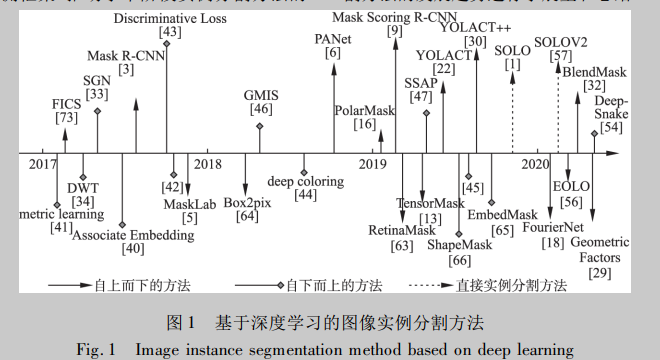 Discriminative Loss
[43]
Mask R-CNN
[3]
SGN
[33]
FICS
[73]
GMIS
[46]
PANet
[6]
Mask Scoring R-CNN
[9]
PolarMask
[16]
SSAP
[47]
YOLACT
[22]
YOLACT++
[30]
SOLO
[1]
SOLOV2
[57]
BlendMask
[32]
Deep-
Snake
[54]
2017
2018
2019
2020
metric learning
[41]
DWT
[34]
Associate Embedding
[40]
[42]
MaskLab
[5]
Box2pix
[64]
deep coloring
[44]
RetinaMask
[63]
TensorMask
[13]
ShapeMask
[66]
[45]
EmbedMask
[65]
FourierNet
[18]
EOLO
[56]
Geometric
Factors
[29]
自上而下的方法
自下而上的方法
直接实例分割方法
图 1 基于深度学习的图像实例分割方法
Fig. 1 Image instance segmentation method based on deep learning